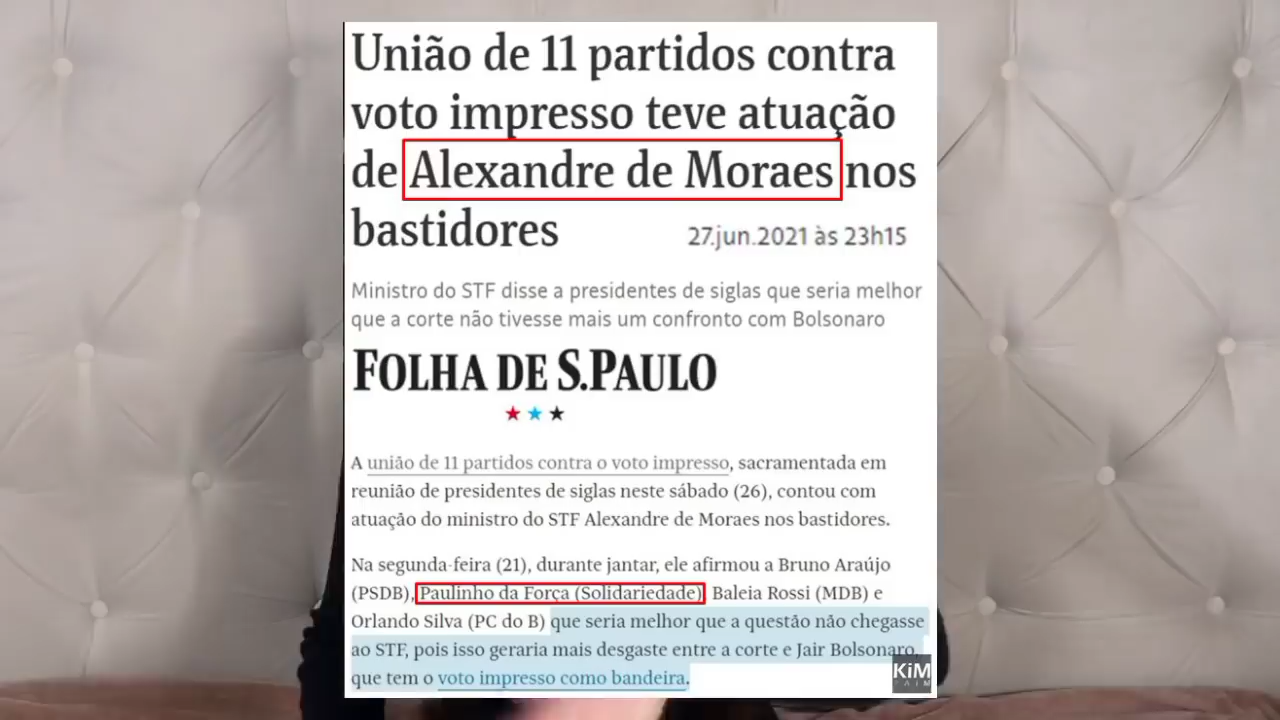 União de 11 partidos contra
voto impresso teve atuação
de Alexandre de Moraes nos
bastidores
27.jun.2021 às 23h15
Ministro do STF disse a presidentes de siglas que seria melhor
que a corte não tivesse mais um confronto com Bolsonaro
FOLHA DE S.PAULO
A união de 11 partidos contra o voto impresso, sacramentada em
reunião de presidentes de siglas neste sábado (26), contou com
atuação do ministro do STF Alexandre de Moraes nos bastidores.
Na segunda-feira (21), durante jantar, ele afirmou a Bruno Araújo
(PSDB), Paulinho da Força (Solidariedade), Baleia Rossi (MDB) e
Orlando Silva (PC do B) que seria melhor que a questão não chegasse
ao STF, pois isso geraria mais desgaste entre a corte e Jair Bolsonaro,
que tem o voto impresso como bandeira.
KiM
PAIM